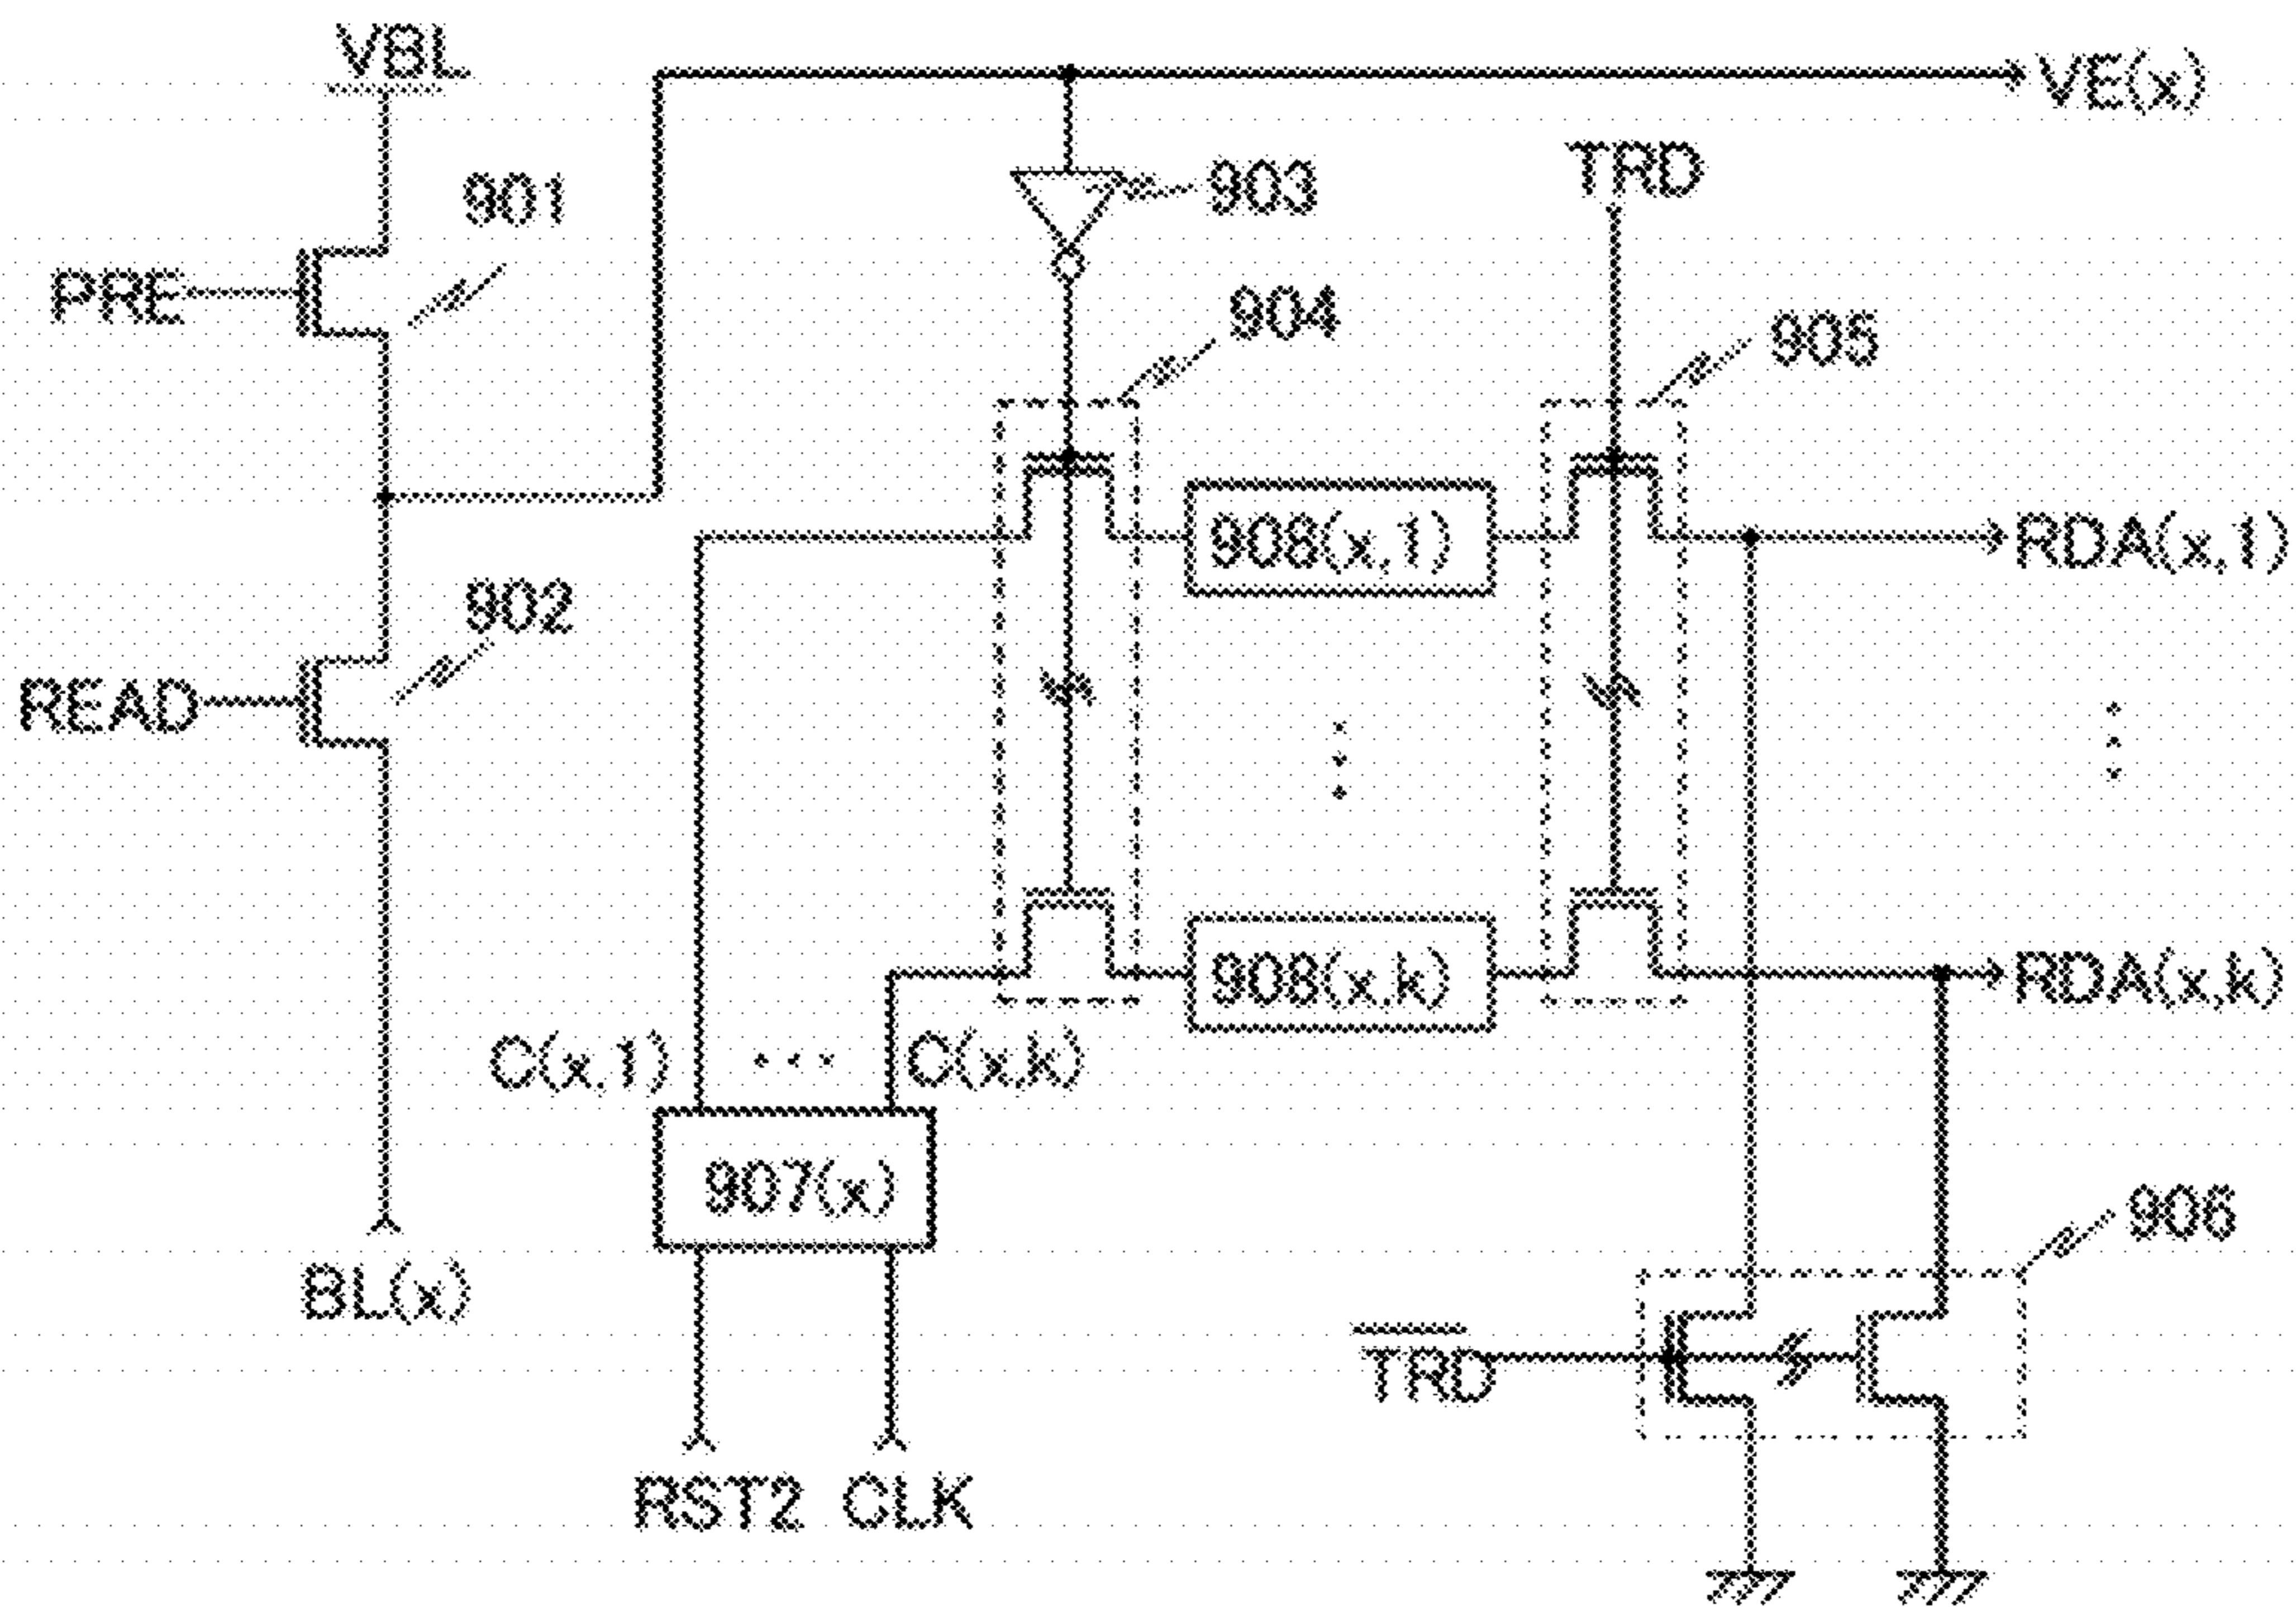 VBL
VE(x)
903
TRD
901
PRE
904
905
908(x,1)
RDA(x,1)
902
READ
908(x,k)
RDA(x,k)
C(x,1) ... C(x,k)
907(x)
906
BL(x)
TRD
RST2 CLK